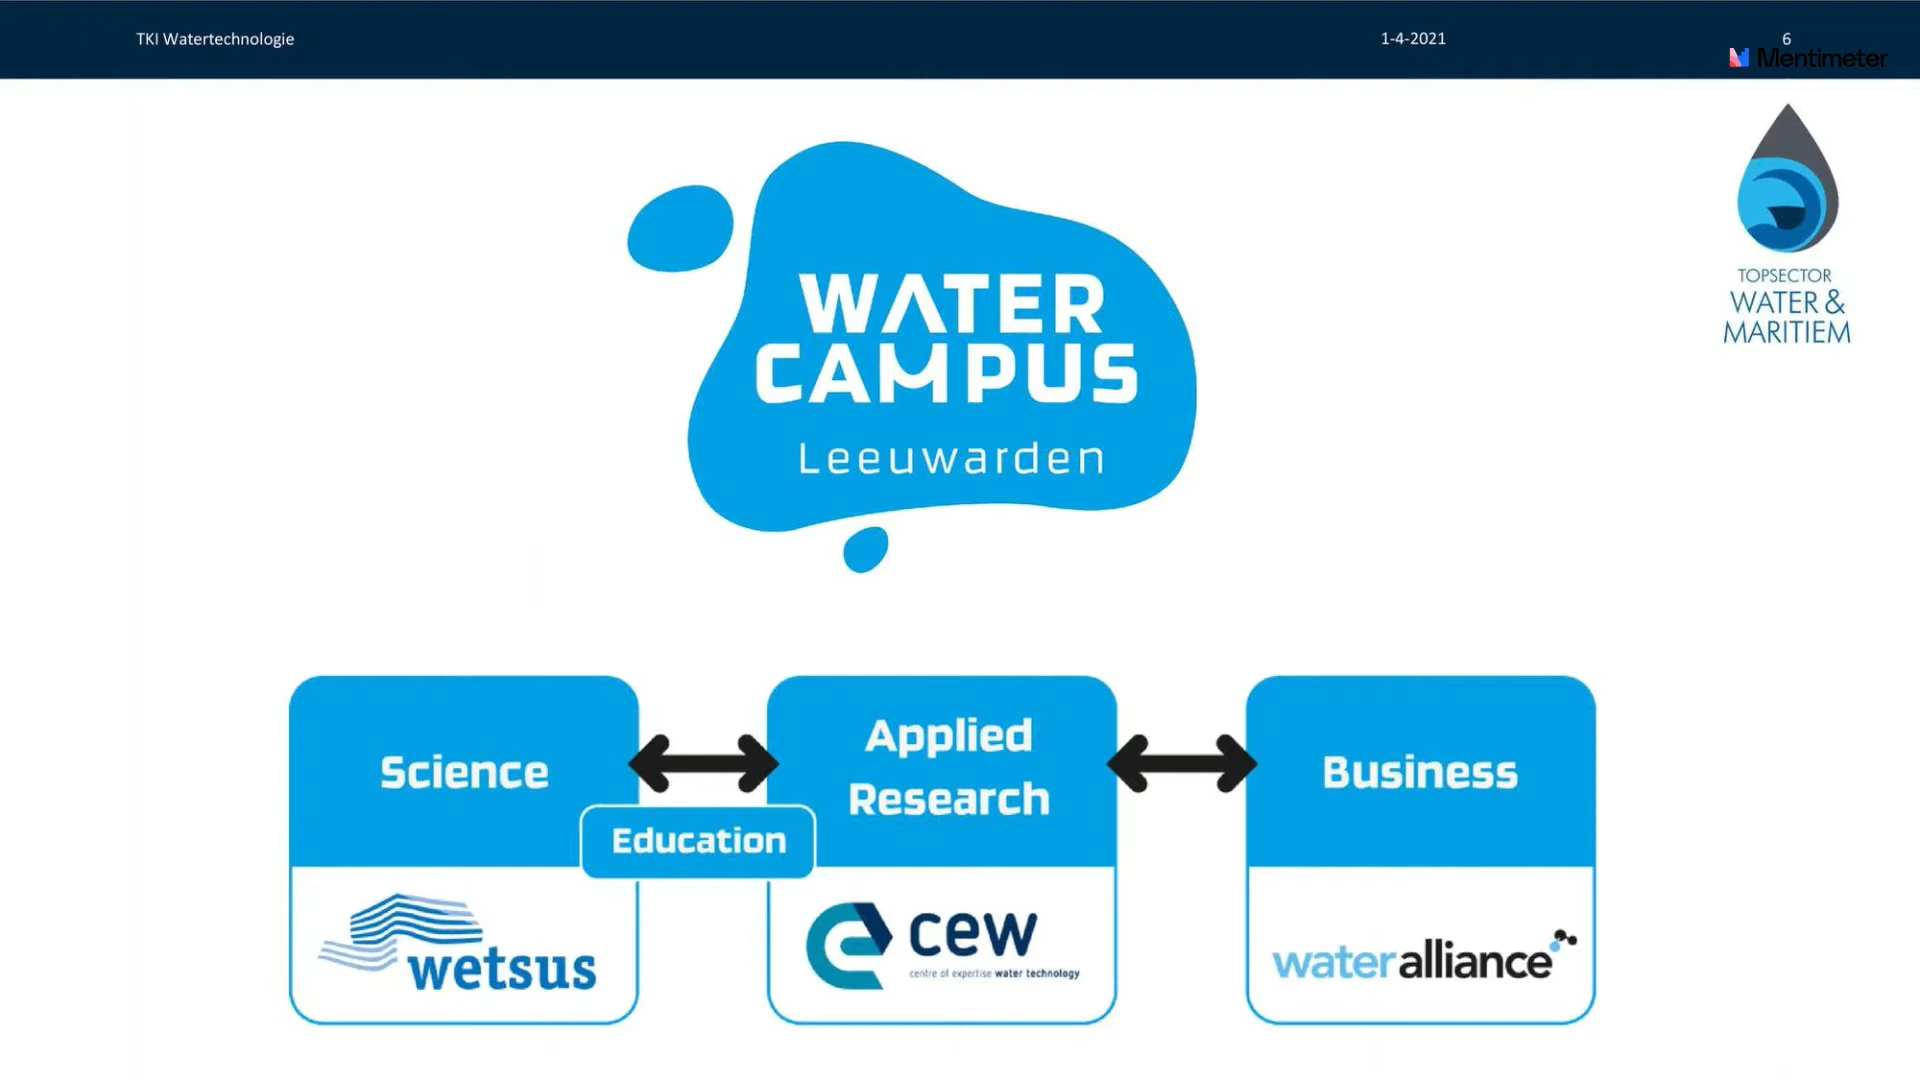 TKI Watertechnologie
1-4-2021
6
Mentimeter
WATER
CAMPUS
Leeuwarden
TOPSECTOR
WATER &
MARITIEM
Science
Applied
Research
Business
Education
wetsus
cew
centre of expertise water technology
wateralliance